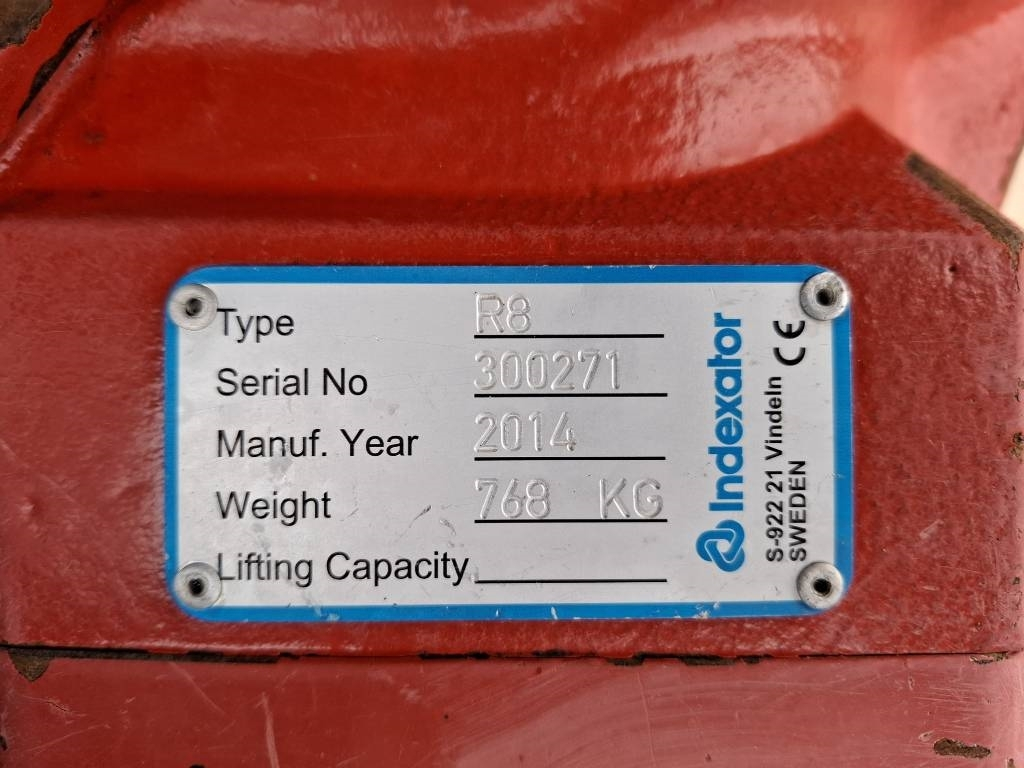 Type R8
Serial No 300271
Manuf. Year 2014
Weight 768 KG
Lifting Capacity
Indexator
S-922 21 Vindeln
SWEDEN
CE